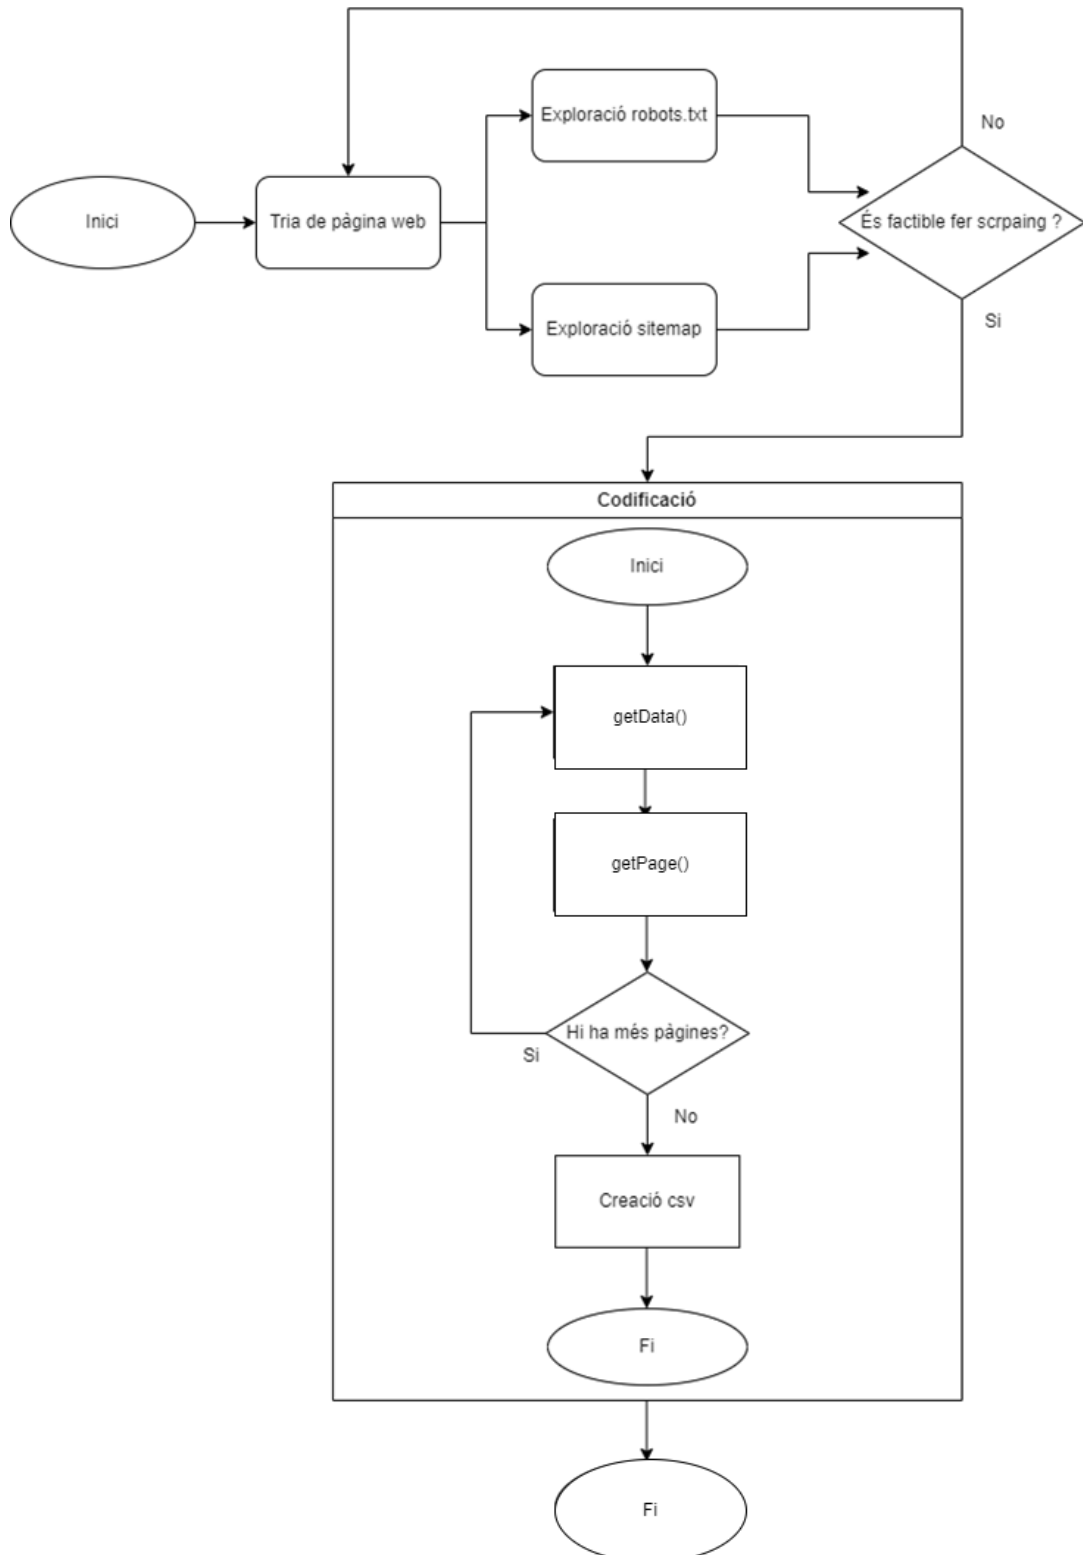 Exploració robots.txt
No
Inici
Tria de pàgina web
És factible fer scrpaing ?
Exploració sitemap
Si
Codificació
Inici
getData()
getPage()
Hi ha més pàgines?
Si
No
Creació csv
Fi
Fi